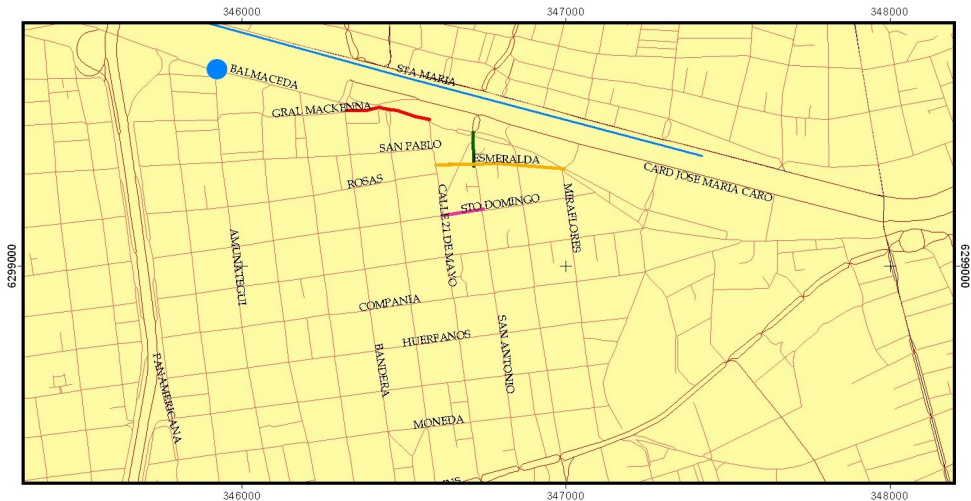 346000
347000
348000
STA MARIA
BALMACEDA
GRAL MACKENNA
SAN PABLO
ESMERALDA
CARD JOSE MARIA CARO
ROSAS
CALLE 21 DE MAYO
STO DOMINGO
MIRAFLORES
AMUNATEGUI
6299000
6299000
COMPANIA
HUERFANOS
SAN ANTONIO
BANDERA
PANAMERICANA
MONEDA
346000
347000
348000